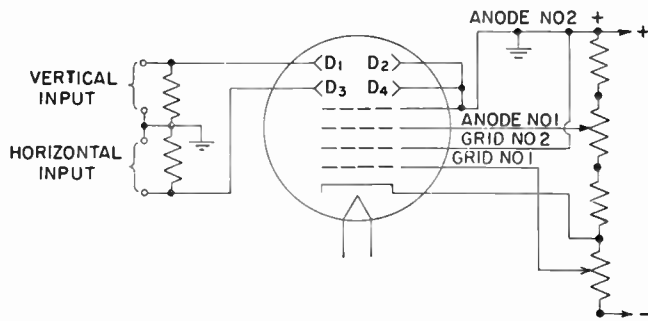 ANODE NO2 +
+
D1 D2
D3 D4
VERTICAL
INPUT
ANODE NO1
GRID NO2
GRID NO1
HORIZONTAL
INPUT
−